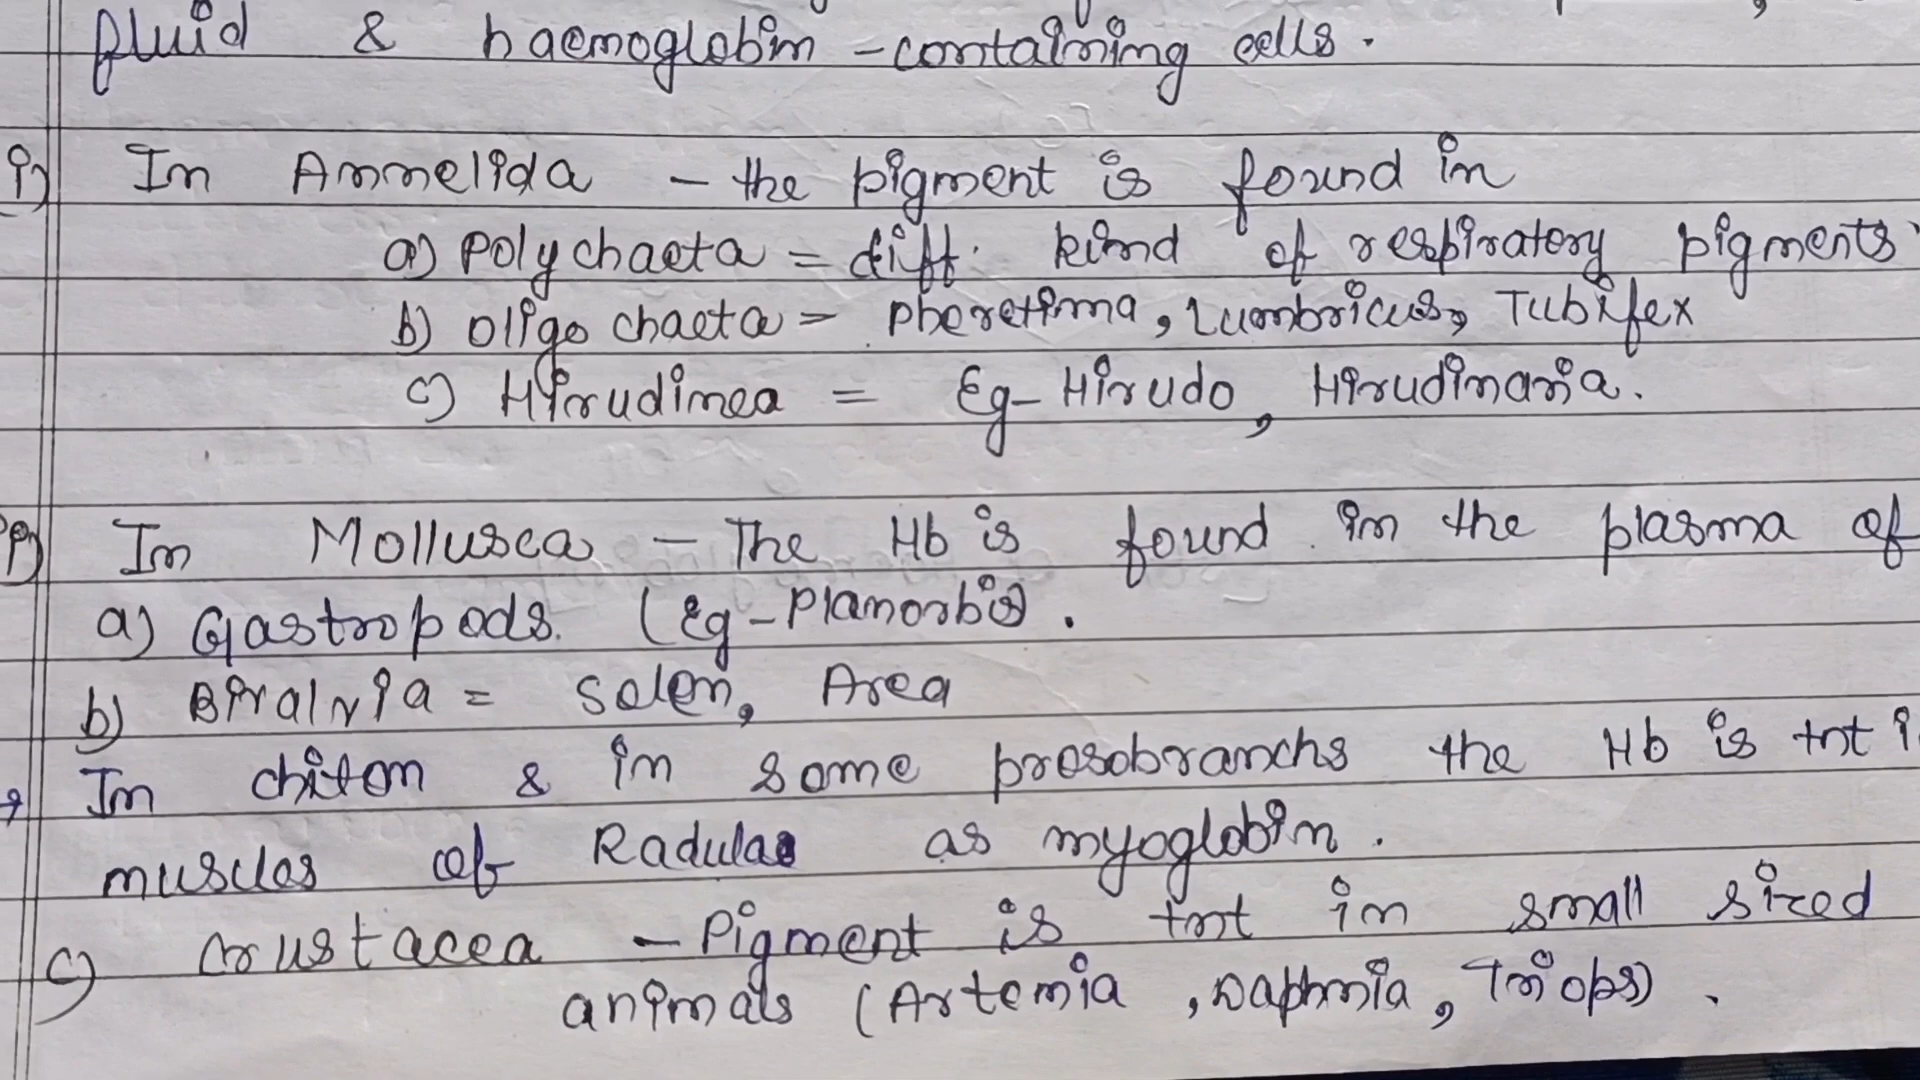 fluid & haemoglobin - containing cells.
i) In Annelida - the pigment is found in
a) Polychaeta = diff. kind of respiratory pigments
b) Oligochaeta = Pheretima, Lumbricus, Tubifex
c) Hirudinea = Eg - Hirudo, Hirudinaria.
In Mollusca - The Hb is found in the plasma of
a) Gastropods. (Eg - Planorbis).
b) Bivalvia = Solen, Arca
In chiton & in some prosobranchs the Hb is tnt i
muscles of Radulae as myoglobin.
c) Crustacea - Pigment is tnt in small sized
animals (Artemia, Daphnia, Triops).